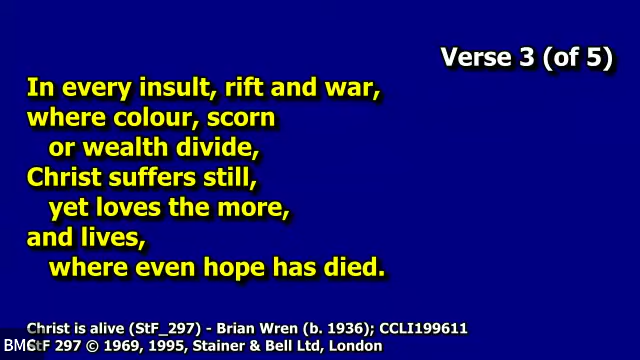 Verse 3 (of 5)
In every insult, rift and war,
where colour, scorn
or wealth divide,
Christ suffers still,
yet loves the more,
and lives,
where even hope has died.
Christ is alive (StF_297) - Brian Wren (b. 1936); CCLI199611
StF 297 © 1969, 1995, Stainer & Bell Ltd, London
BMC